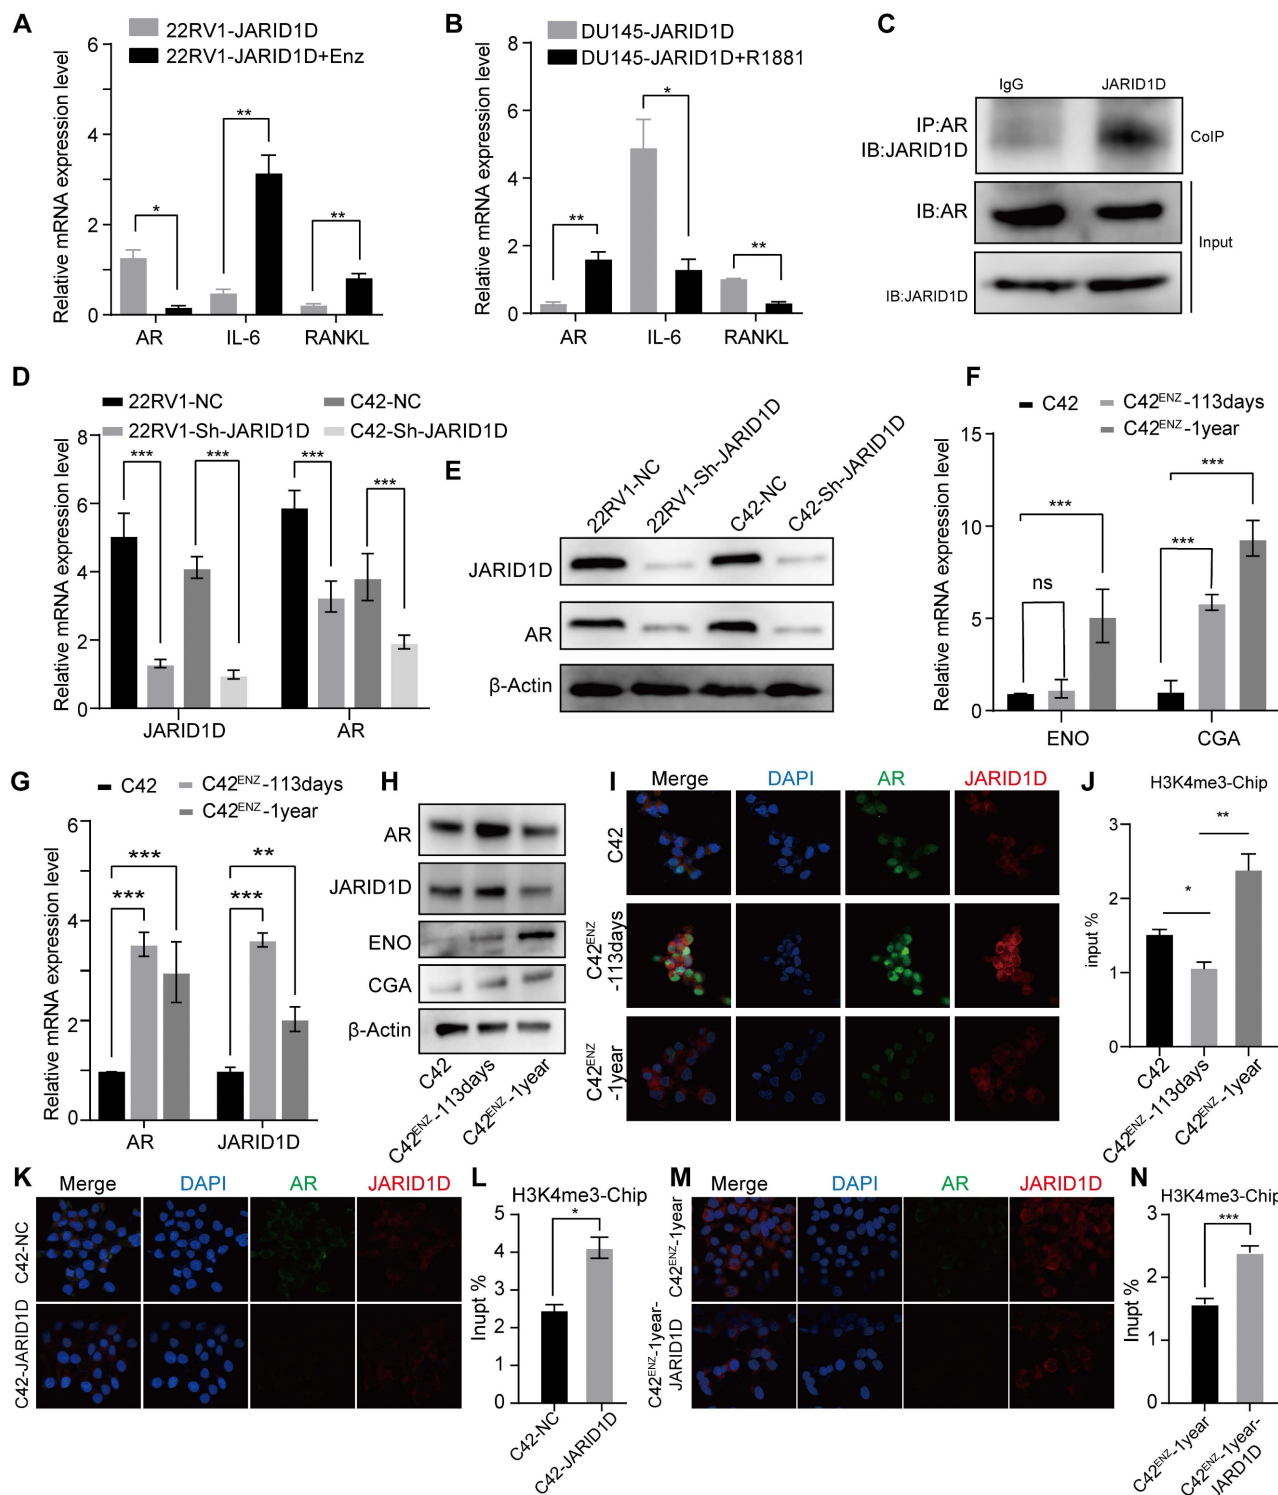 A
22RV1-JARID1D
22RV1-JARID1D+Enz
Relative mRNA expression level
6
4
2
0
*
**
**
AR
IL-6
RANKL
B
DU145-JARID1D
DU145-JARID1D+R1881
Relative mRNA expression level
8
6
4
2
0
**
*
**
AR
IL-6
RANKL
C
IgG
JARID1D
IP:AR
IB:JARID1D
CoIP
IB:AR
Input
IB:JARID1D
D
22RV1-NC
C42-NC
22RV1-Sh-JARID1D
C42-Sh-JARID1D
Relative mRNA expression level
8
6
4
2
0
***
***
***
***
JARID1D
AR
E
22RV1-NC
22RV1-Sh-JARID1D
C42-NC
C42-Sh-JARID1D
JARID1D
AR
β-Actin
F
C42
C42ᴱᴺᶻ-113days
C42ᴱᴺᶻ-1year
Relative mRNA expression level
15
10
5
0
ns
***
***
***
ENO
CGA
G
C42
C42ᴱᴺᶻ-113days
C42ᴱᴺᶻ-1year
Relative mRNA expression level
6
4
2
0
***
***
***
**
AR
JARID1D
H
AR
JARID1D
ENO
CGA
β-Actin
C42
C42ᴱᴺᶻ-113days
C42ᴱᴺᶻ-1year
I
Merge
DAPI
AR
JARID1D
C42
C42ᴱᴺᶻ
-113days
C42ᴱᴺᶻ
-1year
J
H3K4me3-Chip
input %
3
2
1
0
*
**
C42
C42ᴱᴺᶻ-113days
C42ᴱᴺᶻ-1year
K
Merge
DAPI
AR
JARID1D
C42-NC
C42-JARID1D
L
H3K4me3-Chip
Inupt %
5
4
3
2
1
0
*
C42-NC
C42-JARID1D
M
Merge
DAPI
AR
JARID1D
C42ᴱᴺᶻ-1year
C42ᴱᴺᶻ-1year-
JARID1D
N
H3K4me3-Chip
Inupt %
3
2
1
0
***
C42ᴱᴺᶻ-1year
C42ᴱᴺᶻ-1year-
JARD1D